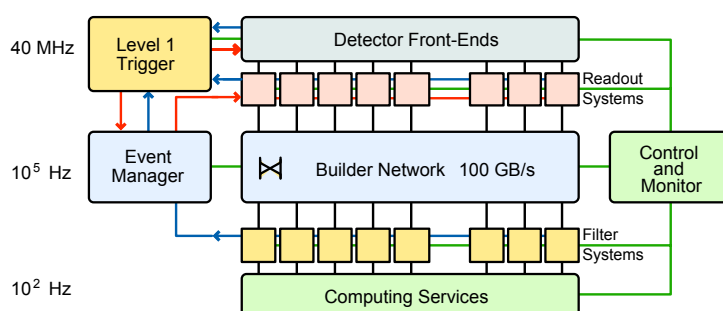 40 MHz
Level 1
Trigger
Detector Front-Ends
Readout
Systems
10⁵ Hz
Event
Manager
Builder Network 100 GB/s
Control
and
Monitor
Filter
Systems
10² Hz
Computing Services